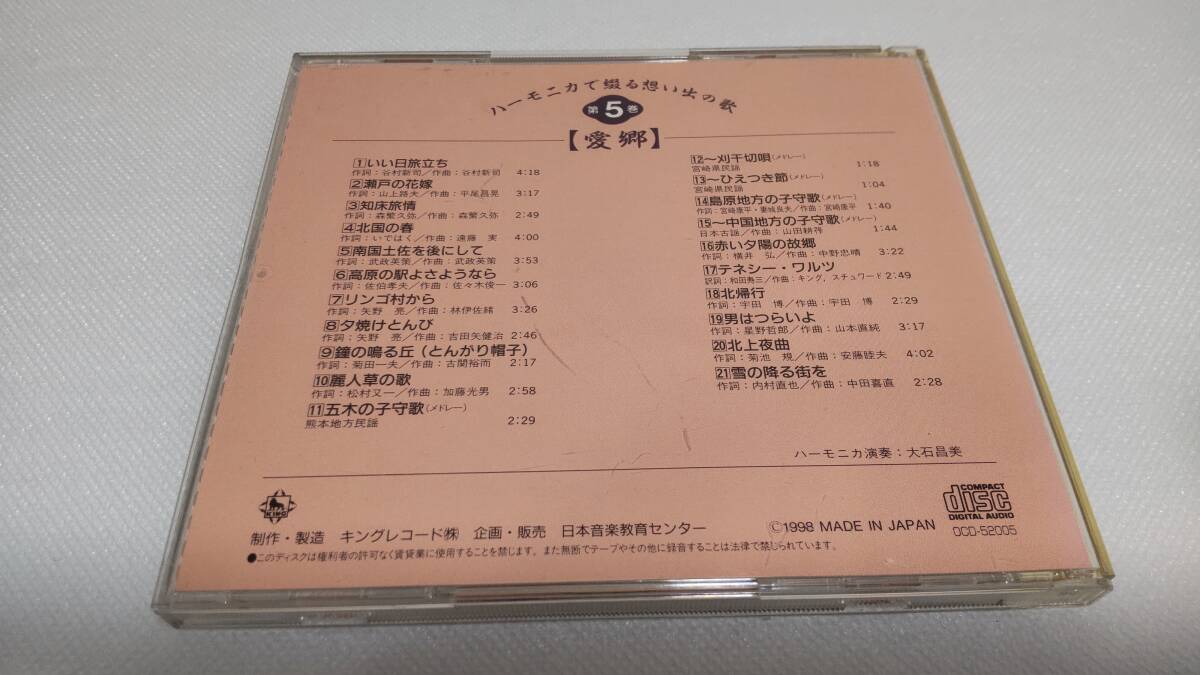 ハーモニカで綴る想い出の歌
第5巻
【愛郷】
1 いい日旅立ち
作詞：谷村新司／作曲：谷村新司 4:18
2 瀬戸の花嫁
作詞：山上路夫／作曲：平尾昌晃 3:17
3 知床旅情
作詞：森繁久弥／作曲：森繁久弥 2:49
4 北国の春
作詞：いではく／作曲：遠藤 実 4:00
5 南国土佐を後にして
作詞：武政英策／作曲：武政英策 3:53
6 高原の駅よさようなら
作詞：佐伯孝夫／作曲：佐々木俊一 3:06
7 リンゴ村から
作詞：矢野 亮／作曲：林伊佐緒 3:26
8 夕焼けとんび
作詞：矢野 亮／作曲：吉田矢健治 2:46
9 鐘の鳴る丘（とんがり帽子）
作詞：菊田一夫／作曲：古関裕而 2:17
10 麗人草の歌
作詞：松村又一／作曲：加藤光男 2:58
11 五木の子守歌（メドレー）
熊本地方民謡 2:29
12 〜刈干切唄（メドレー）
宮崎県民謡 1:18
13 〜ひえつき節（メドレー）
宮崎県民謡 1:04
14 島原地方の子守歌（メドレー）
作詞：宮崎康平・妻城良夫／作曲：宮崎康平 1:40
15 〜中国地方の子守歌（メドレー）
日本古謡／作曲：山田耕筰 1:44
16 赤い夕陽の故郷
作詞：横井 弘／作曲：中野忠晴 3:22
17 テネシー・ワルツ
訳詞：和田寿三／作曲：キング，スチュワード 2:49
18 北帰行
作詞：宇田 博／作曲：宇田 博 2:29
19 男はつらいよ
作詞：星野哲郎／作曲：山本直純 3:17
20 北上夜曲
作詞：菊池 規／作曲：安藤睦夫 4:02
21 雪の降る街を
作詞：内村直也／作曲：中田喜直 2:28
ハーモニカ演奏：大石昌美
KING
制作・製造 キングレコード㈱ 企画・販売 日本音楽教育センター
Ⓒ1998 MADE IN JAPAN
COMPACT
disc
DIGITAL AUDIO
OCD-52005
●このディスクは権利者の許可なく賃貸業に使用することを禁じます。また無断でテープやその他に録音することは法律で禁じられています。